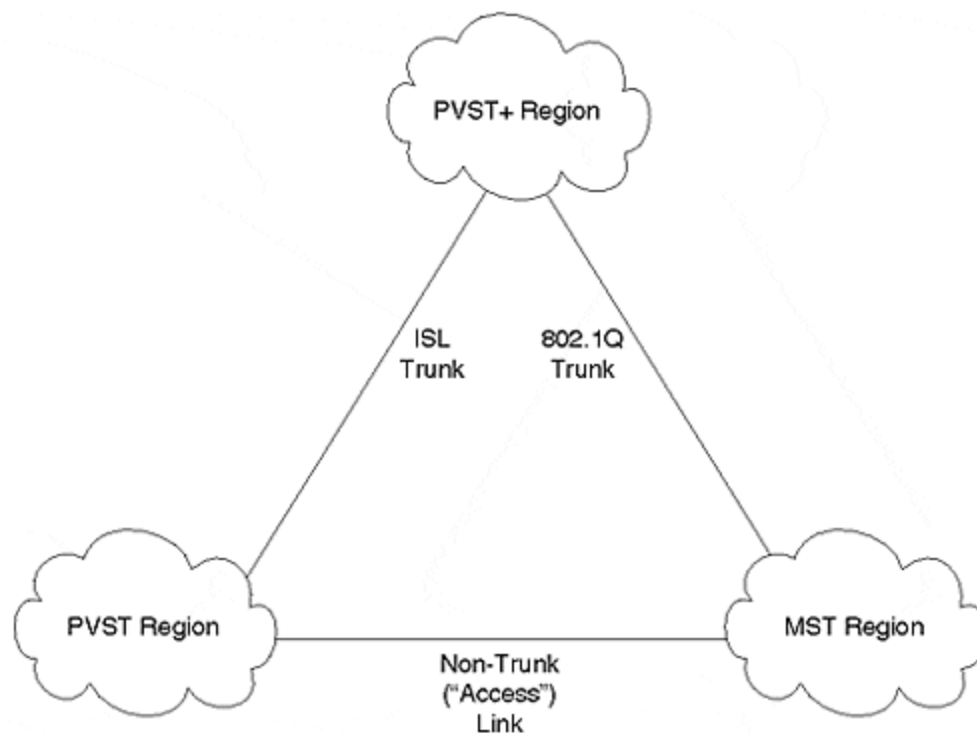 PVST+ Region
ISL
Trunk
802.1Q
Trunk
PVST Region
MST Region
Non-Trunk
("Access")
Link